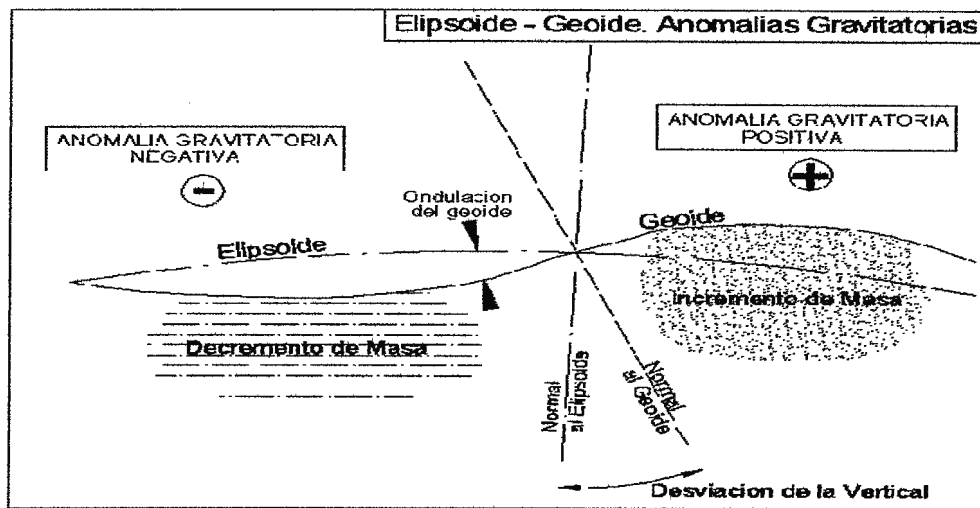 Elipsoide - Geoide. Anomalias Gravitatorias
ANOMALIA GRAVITATORIA
NEGATIVA
ANOMALIA GRAVITATORIA
POSITIVA
Ondulacion
del geoide
Geoide
Elipsoide
Incremento de Masa
Decremento de Masa
Normal
al Elipsoide
Normal
al Geoide
Desviacion de la Vertical